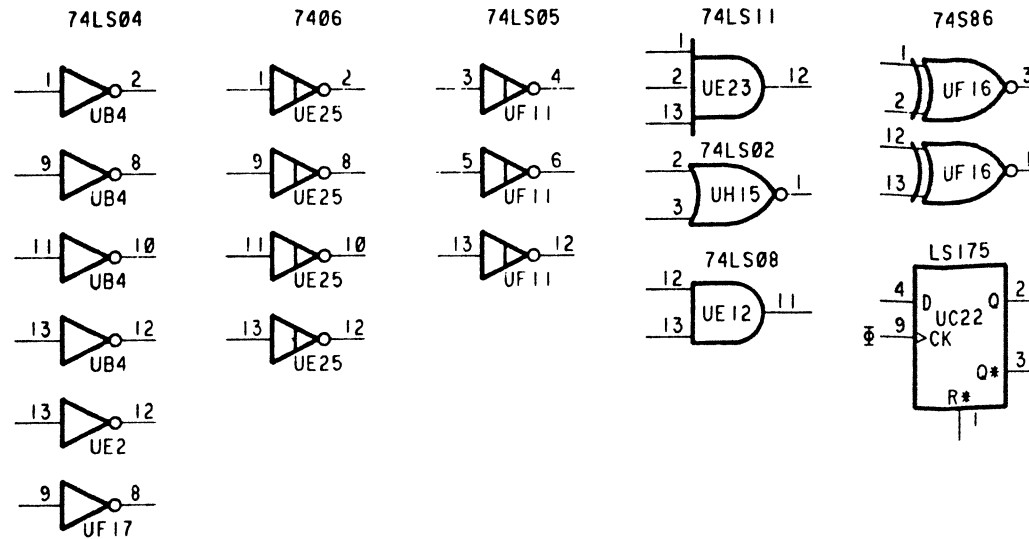 74LS04
1 2
UB4
9 8
UB4
11 10
UB4
13 12
UB4
13 12
UE2
9 8
UF17
7406
1 2
UE25
9 8
UE25
11 10
UE25
13 12
UE25
74LS05
3 4
UF11
5 6
UF11
13 12
UF11
74LS11
1
2 UE23 12
13
74LS02
2
UH15 1
3
74LS08
12
UE12 11
13
74S86
1
UF16 3
2
12
UF16
13
LS175
4 D Q 2
UC22
Φ 9 CK
Q* 3
R*
1